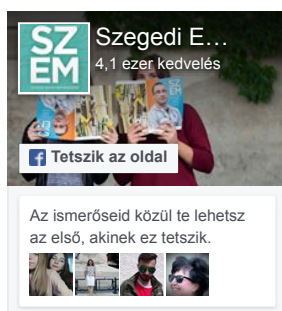 SZ
EM
Szegedi E...
4,1 ezer kedvelés
Tetszik az oldal
Az ismerőseid közül te lehetsz
az első, akinek ez tetszik.